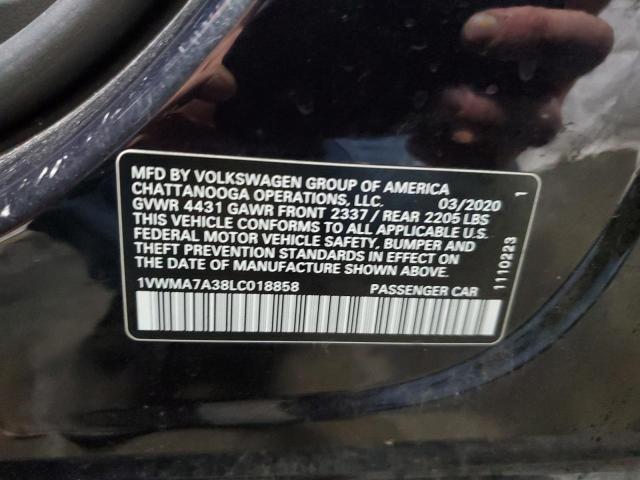 MFD BY VOLKSWAGEN GROUP OF AMERICA
CHATTANOOGA OPERATIONS, LLC. 03/2020
GVWR 4431 GAWR FRONT 2337 / REAR 2205 LBS
THIS VEHICLE CONFORMS TO ALL APPLICABLE U.S.
FEDERAL MOTOR VEHICLE SAFETY, BUMPER AND
THEFT PREVENTION STANDARDS IN EFFECT ON
THE DATE OF MANUFACTURE SHOWN ABOVE.
1VWMA7A38LC018858 PASSENGER CAR
1110223 1